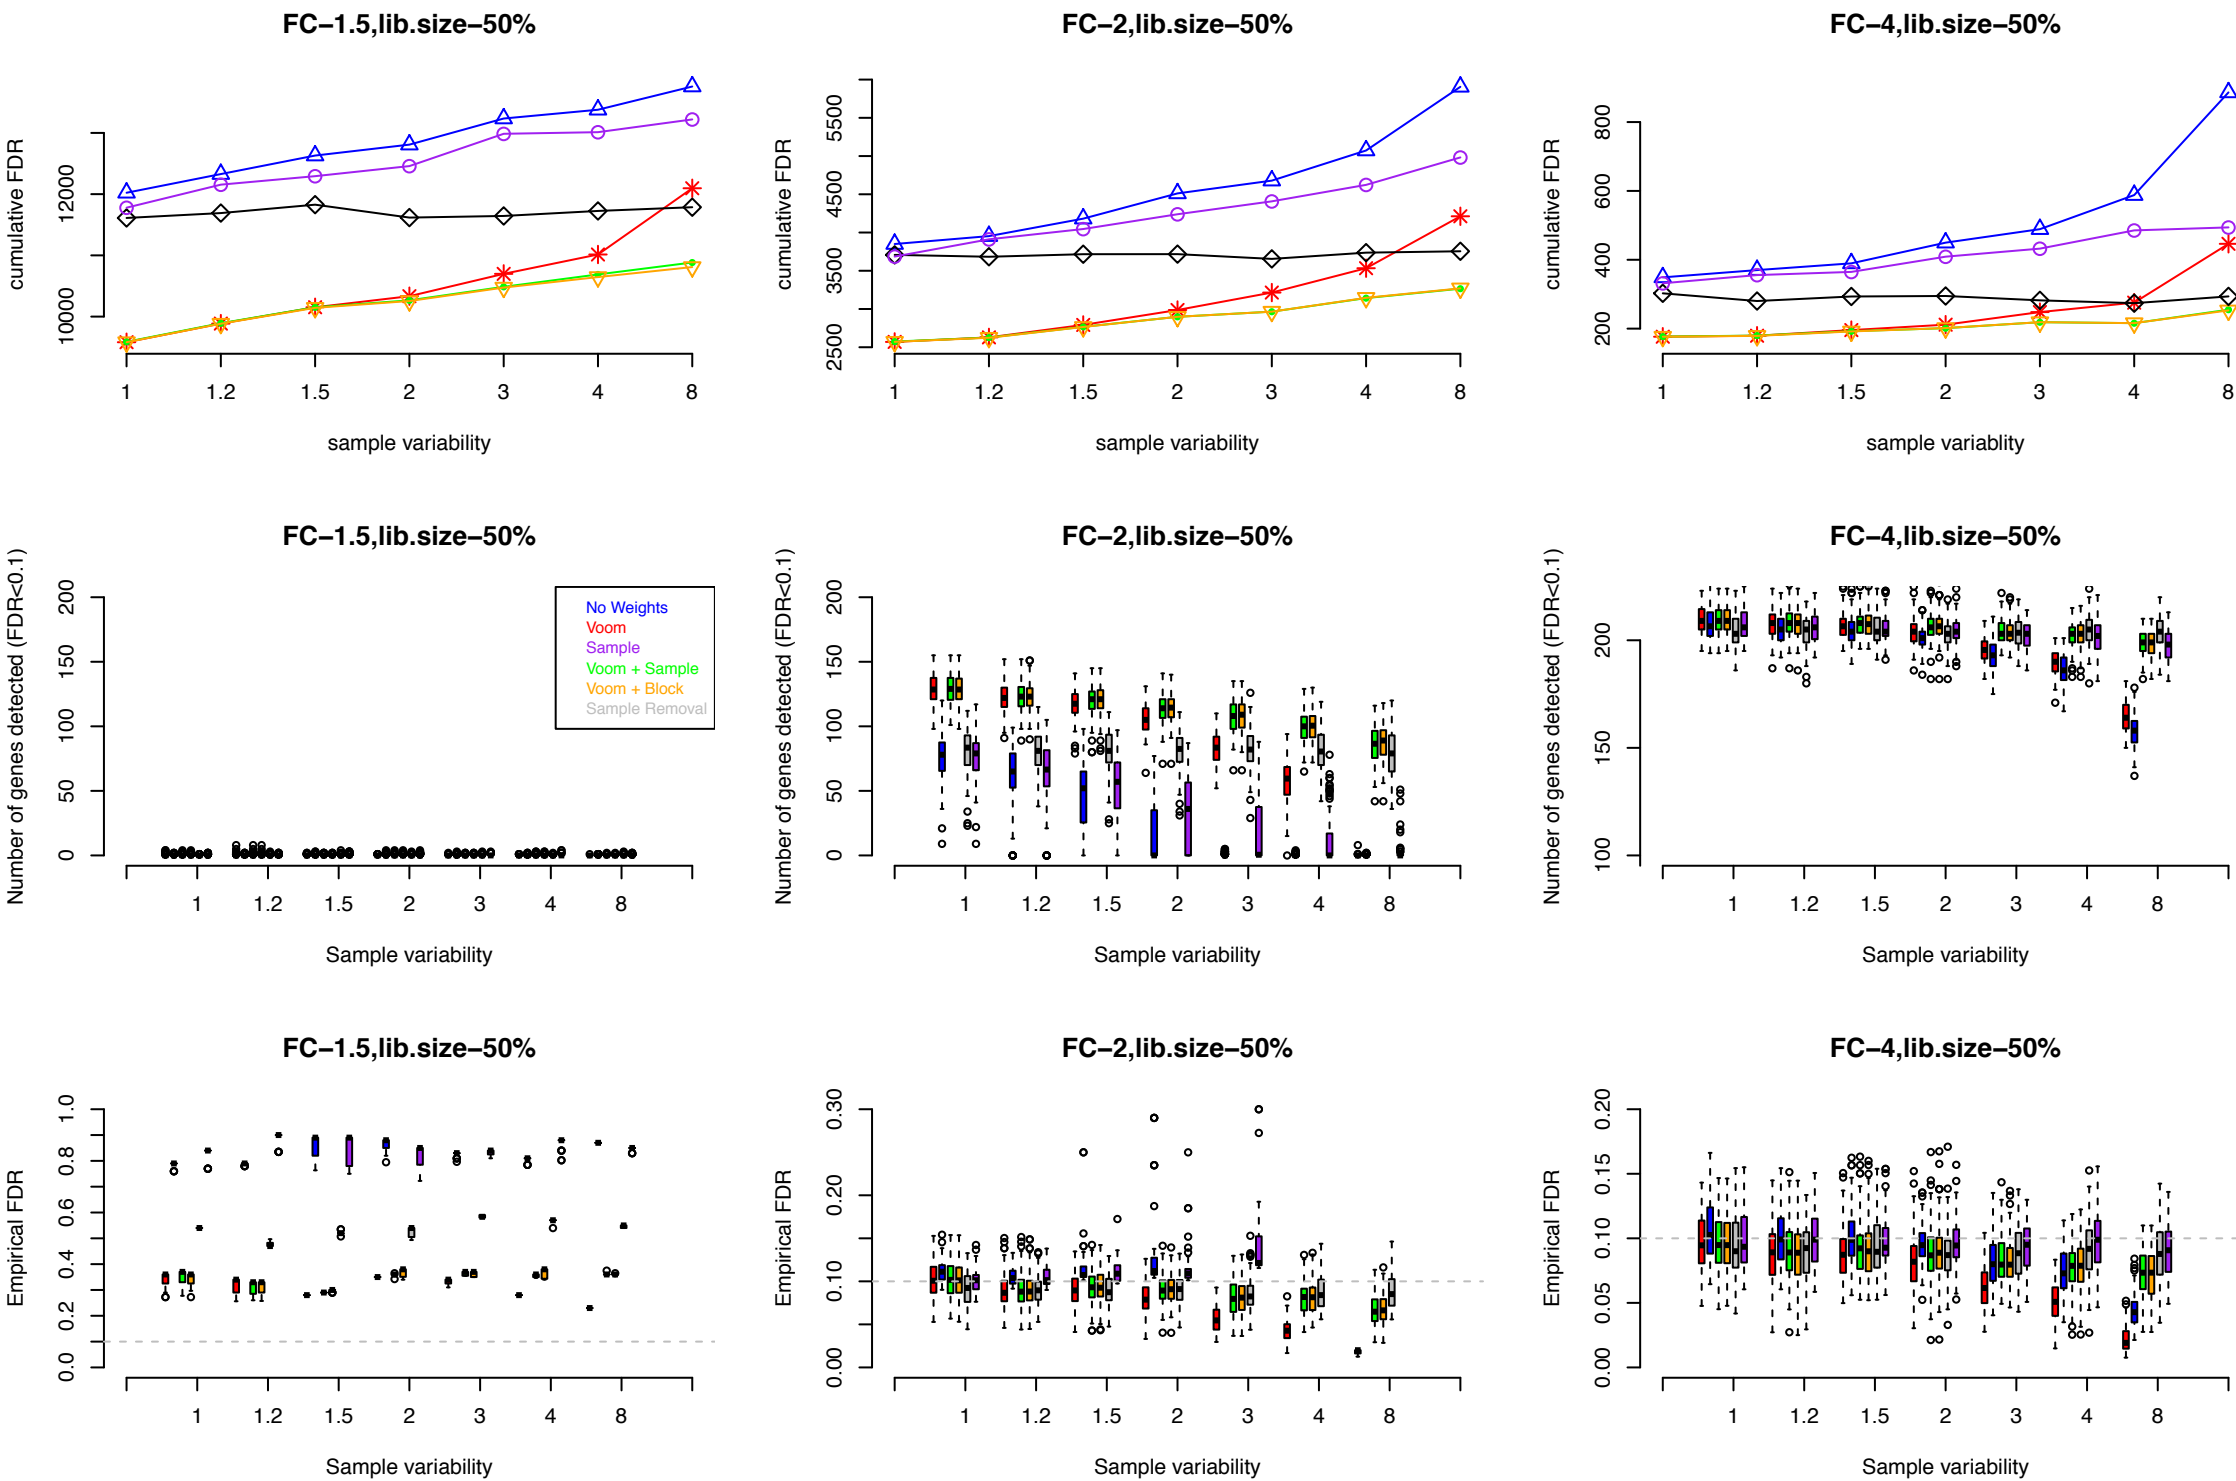 FC−1.5,lib.size−50%
cumulative FDR
10000 12000
1 1.2 1.5 2 3 4 8
sample variability
FC−2,lib.size−50%
cumulative FDR
2500 3500 4500 5500
1 1.2 1.5 2 3 4 8
sample variability
FC−4,lib.size−50%
cumulative FDR
200 400 600 800
1 1.2 1.5 2 3 4 8
sample variablity
FC−1.5,lib.size−50%
Number of genes detected (FDR<0.1)
0 50 100 150 200
No Weights
Voom
Sample
Voom + Sample
Voom + Block
Sample Removal
1 1.2 1.5 2 3 4 8
Sample variability
FC−2,lib.size−50%
Number of genes detected (FDR<0.1)
0 50 100 150 200
1 1.2 1.5 2 3 4 8
Sample variability
FC−4,lib.size−50%
Number of genes detected (FDR<0.1)
100 150 200
1 1.2 1.5 2 3 4 8
Sample variability
FC−1.5,lib.size−50%
Empirical FDR
0.0 0.2 0.4 0.6 0.8 1.0
1 1.2 1.5 2 3 4 8
Sample variability
FC−2,lib.size−50%
Empirical FDR
0.00 0.10 0.20 0.30
1 1.2 1.5 2 3 4 8
Sample variability
FC−4,lib.size−50%
Empirical FDR
0.00 0.05 0.10 0.15 0.20
1 1.2 1.5 2 3 4 8
Sample variability